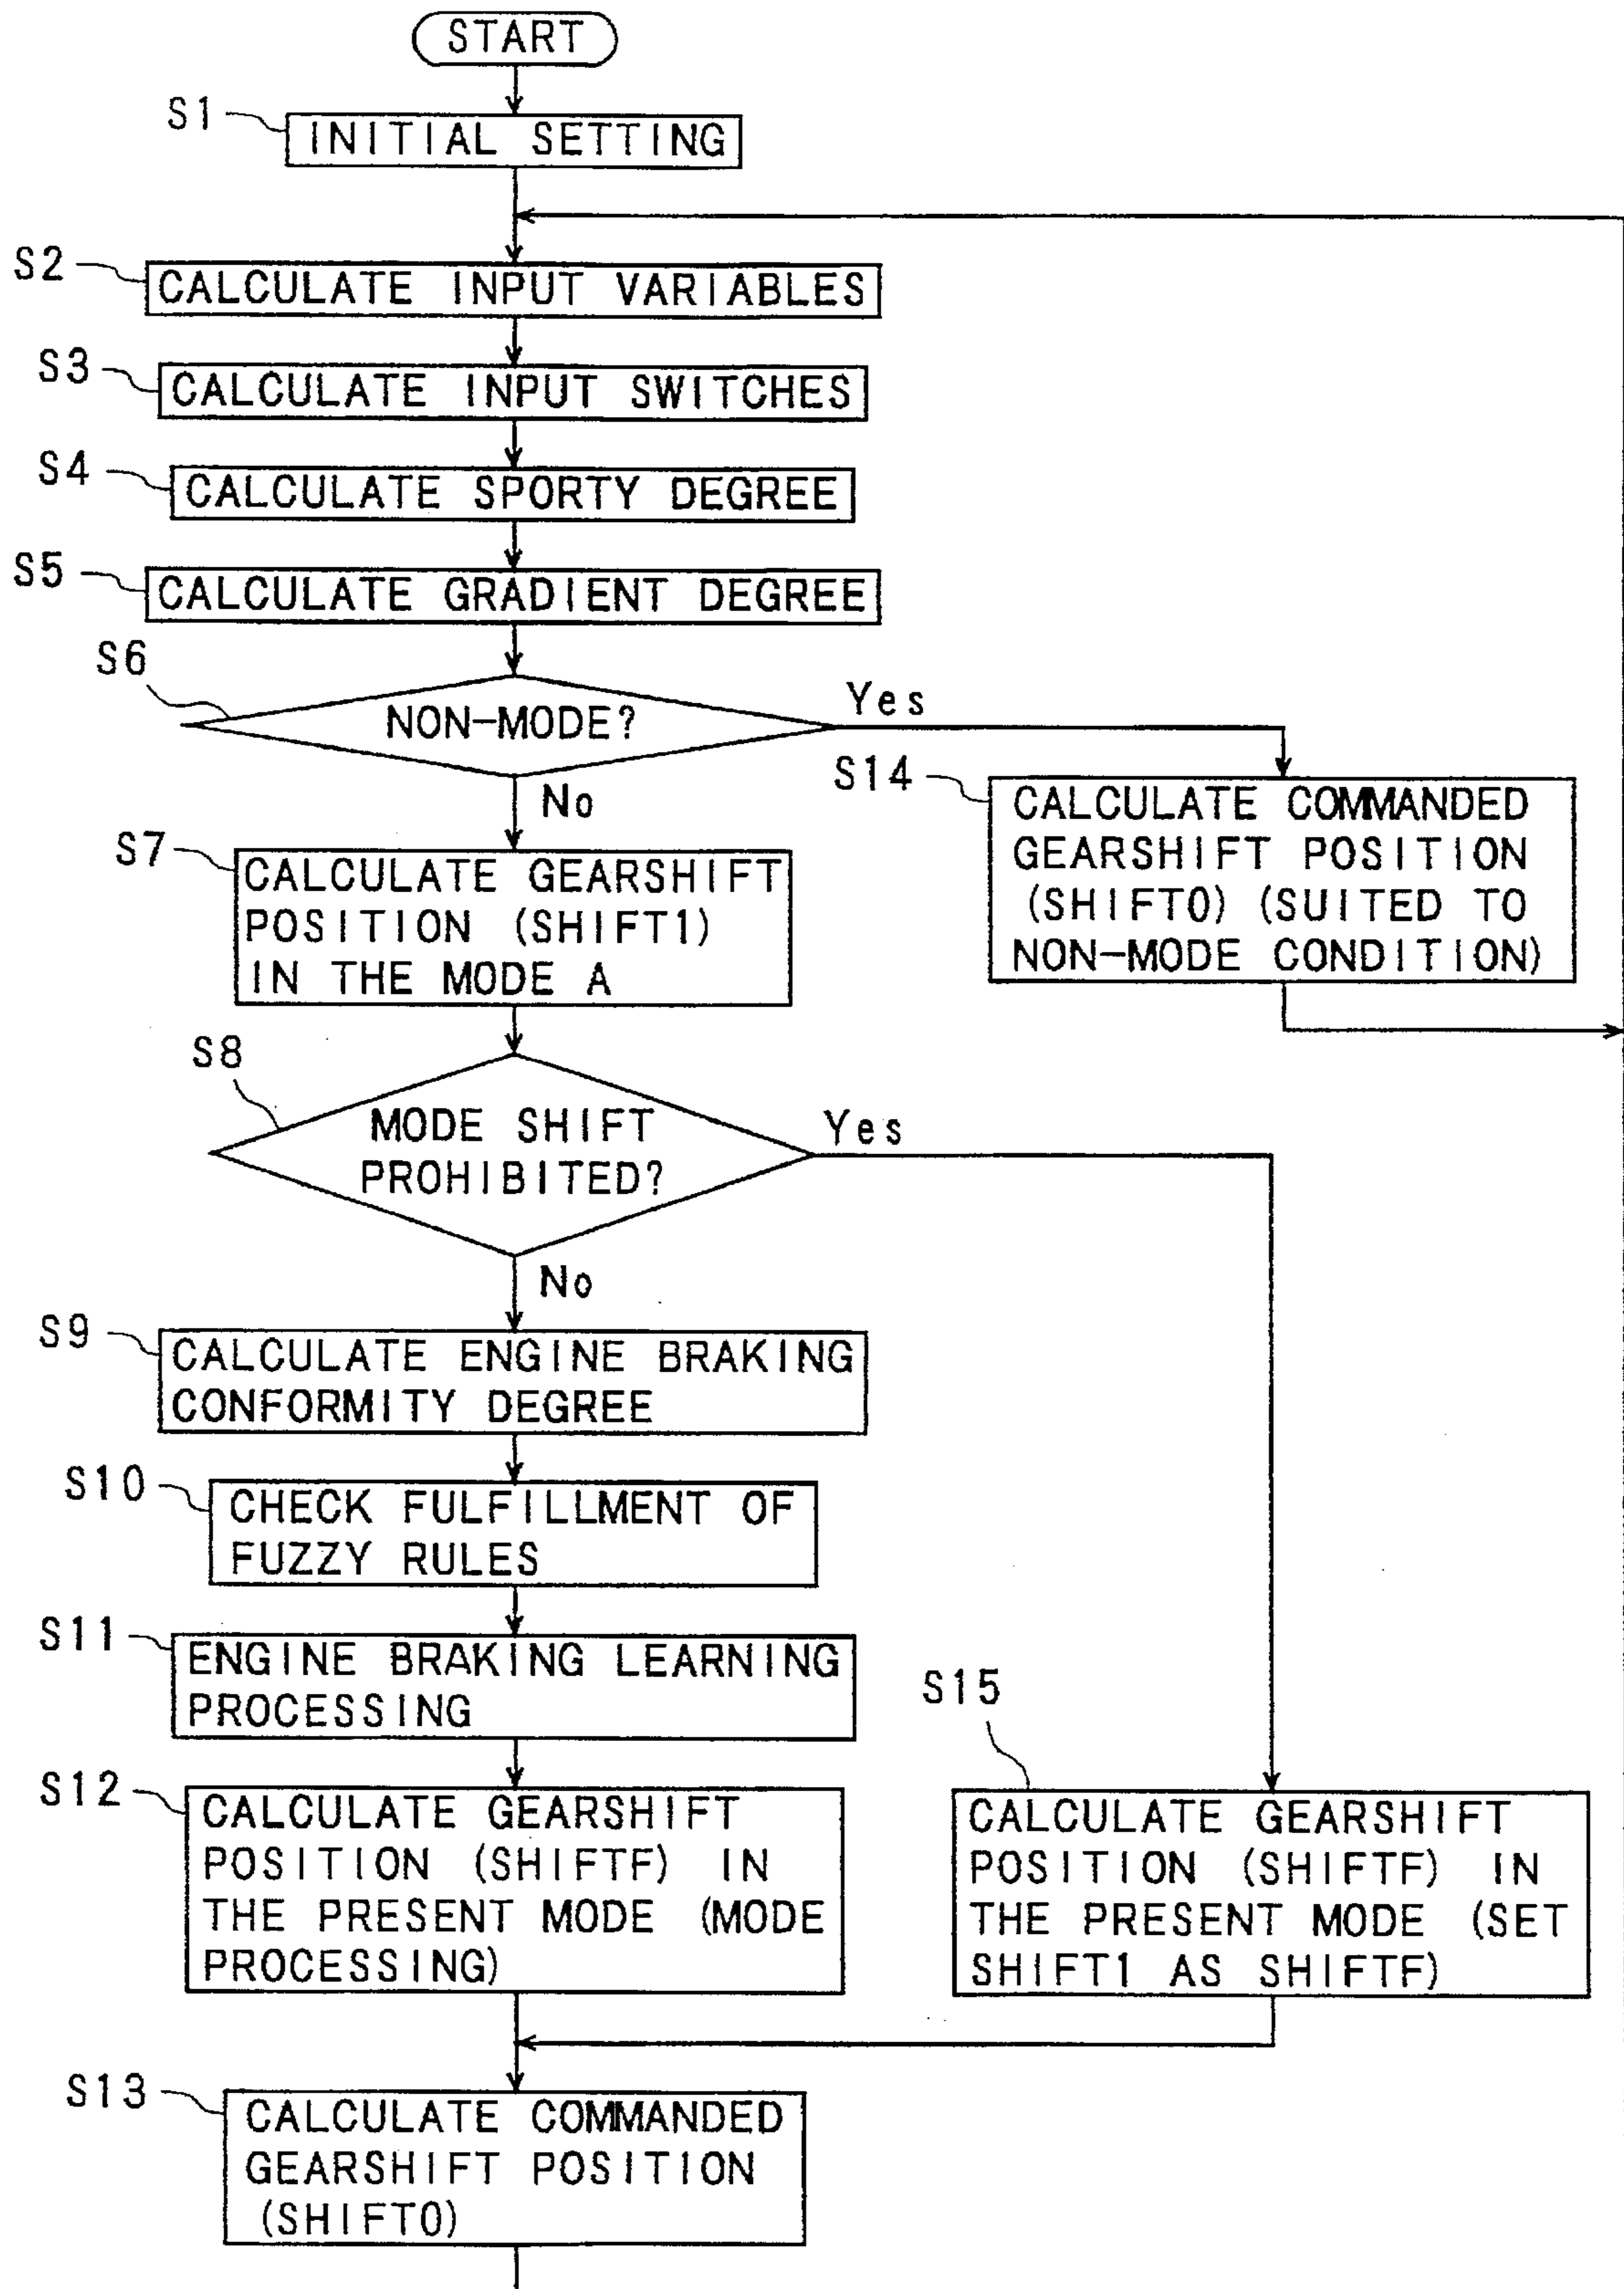 START
S1
INITIAL SETTING
S2
CALCULATE INPUT VARIABLES
S3
CALCULATE INPUT SWITCHES
S4
CALCULATE SPORTY DEGREE
S5
CALCULATE GRADIENT DEGREE
S6
NON-MODE?
Yes
No
S14
CALCULATE COMMANDED
GEARSHIFT POSITION
(SHIFT0) (SUITED TO
NON-MODE CONDITION)
S7
CALCULATE GEARSHIFT
POSITION (SHIFT1)
IN THE MODE A
S8
MODE SHIFT
PROHIBITED?
Yes
No
S9
CALCULATE ENGINE BRAKING
CONFORMITY DEGREE
S10
CHECK FULFILLMENT OF
FUZZY RULES
S11
ENGINE BRAKING LEARNING
PROCESSING
S12
CALCULATE GEARSHIFT
POSITION (SHIFTF) IN
THE PRESENT MODE (MODE
PROCESSING)
S15
CALCULATE GEARSHIFT
POSITION (SHIFTF) IN
THE PRESENT MODE (SET
SHIFT1 AS SHIFTF)
S13
CALCULATE COMMANDED
GEARSHIFT POSITION
(SHIFT0)